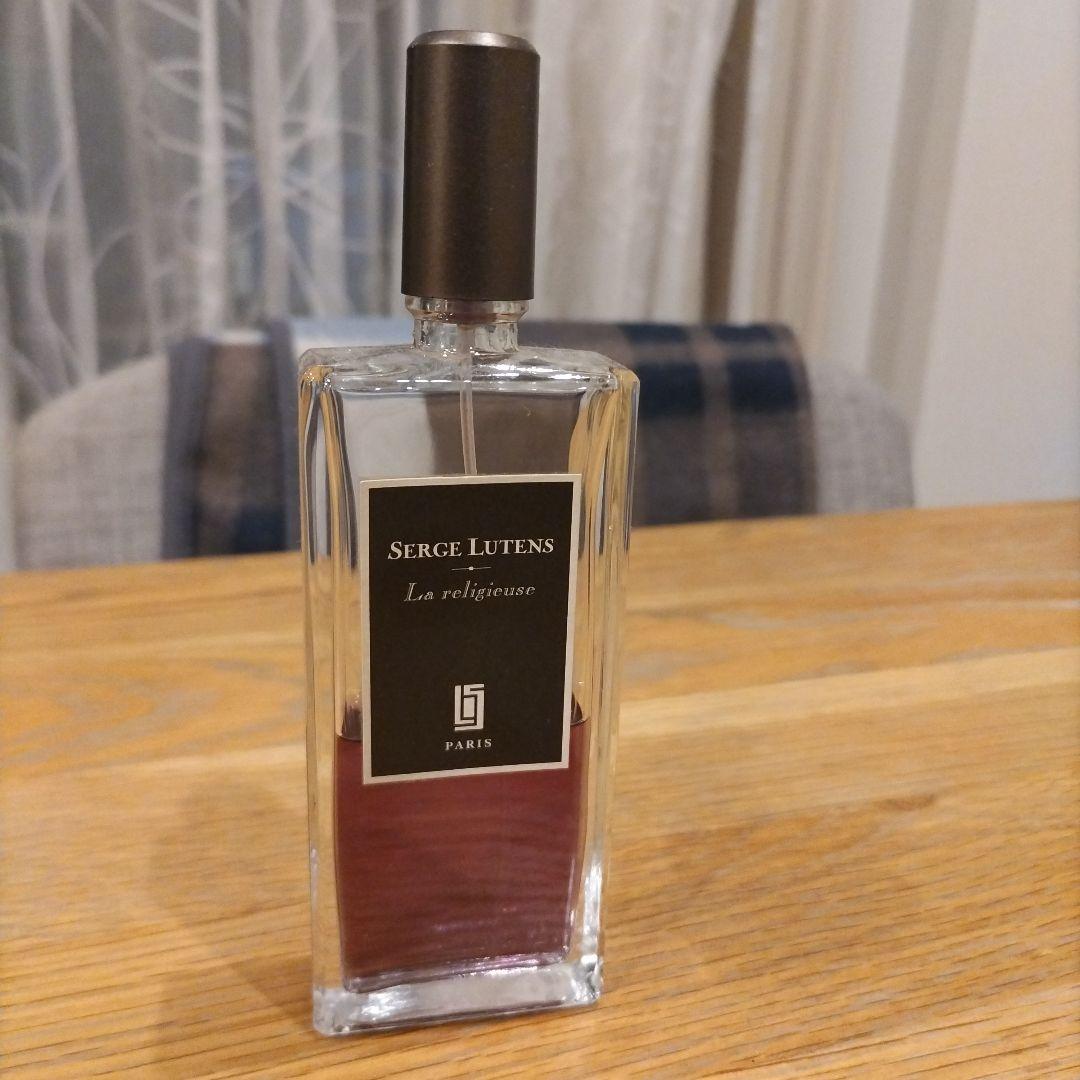 SERGE LUTENS
La religieuse
PARIS